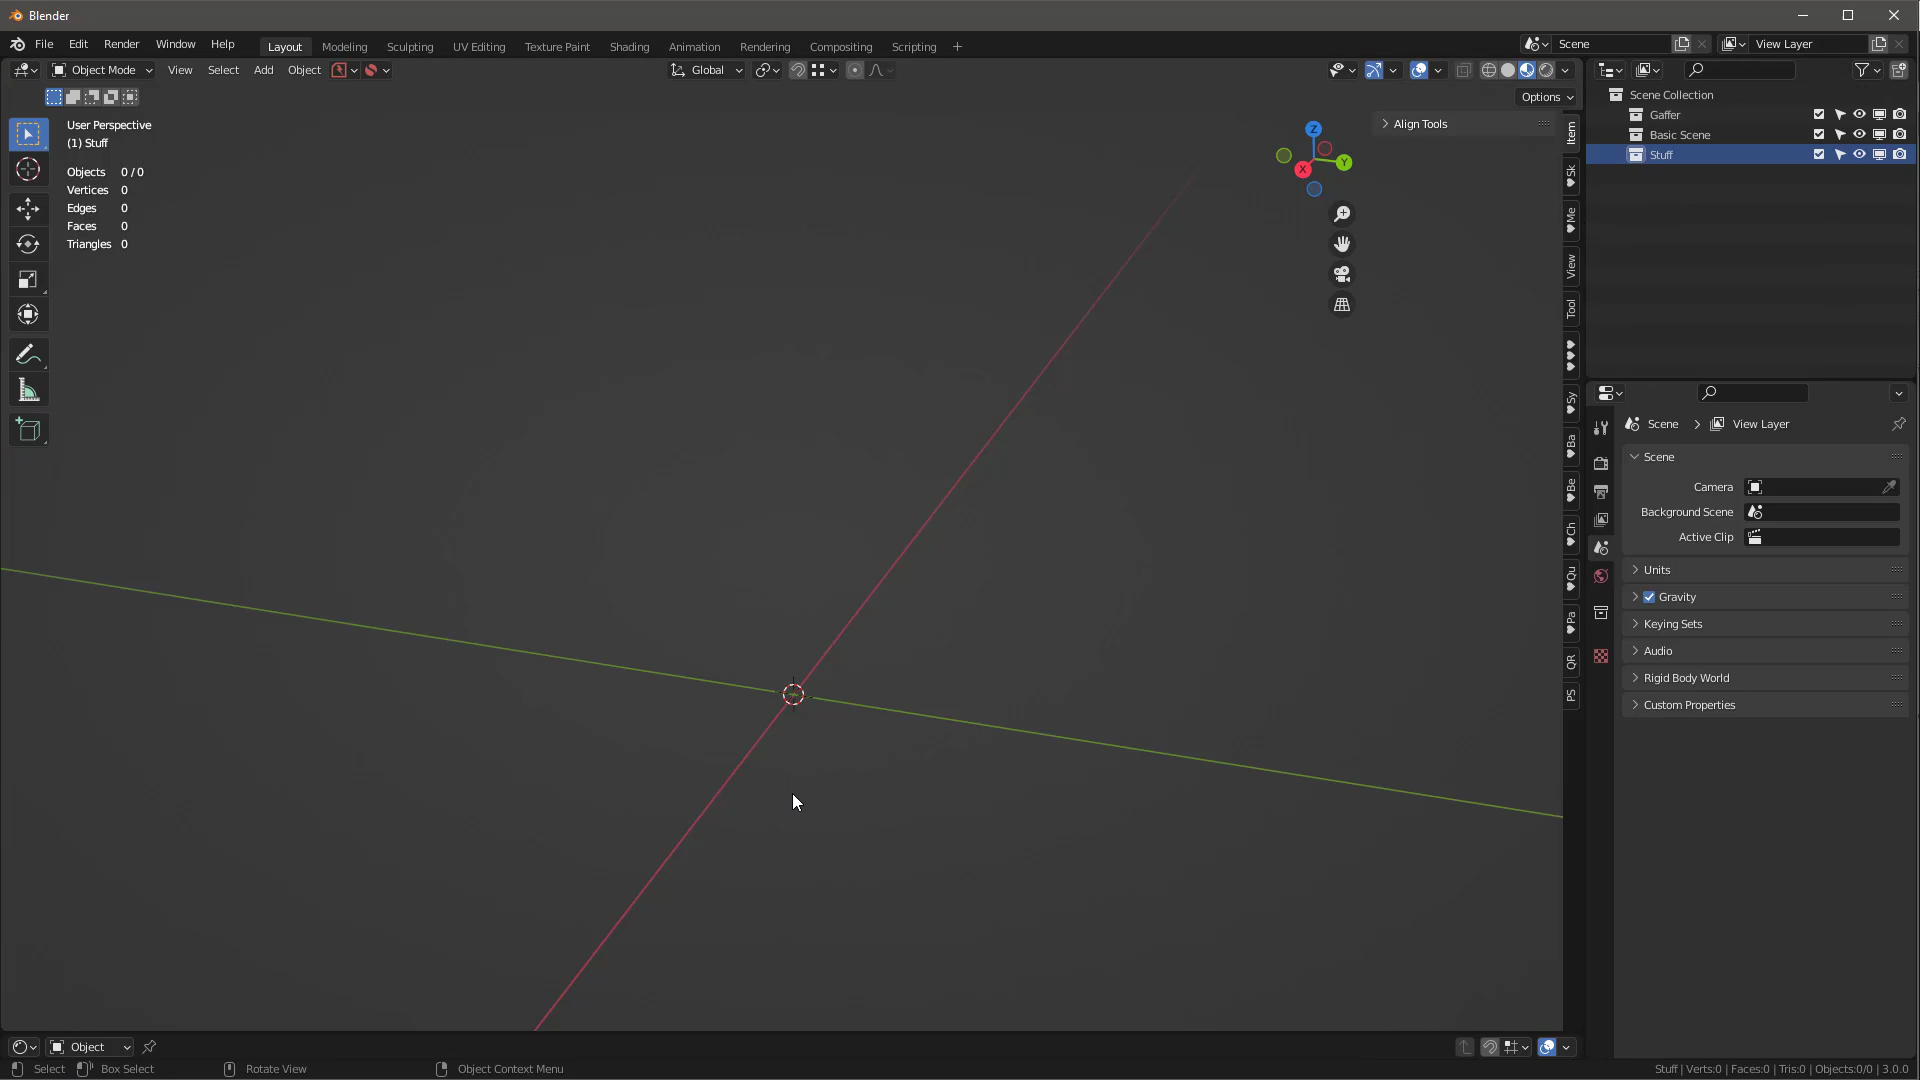 Blender
File Edit Render Window Help Layout Modeling Sculpting UV Editing Texture Paint Shading Animation Rendering Compositing Scripting + Scene View Layer
Object Mode View Select Add Object Global
Options
User Perspective
(1) Stuff
Objects 0 / 0
Vertices 0
Edges 0
Faces 0
Triangles 0
Align Tools
Z
Y
X
Item
Sk
Me
View
Tool
Sy
Ba
Be
Ch
Qu
Pa
QR
PS
Scene Collection
Gaffer
Basic Scene
Stuff
Scene View Layer
Scene
Camera
Background Scene
Active Clip
Units
Gravity
Keying Sets
Audio
Rigid Body World
Custom Properties
Object
Select Box Select Rotate View Object Context Menu Stuff | Verts:0 | Faces:0 | Tris:0 | Objects:0/0 | 3.0.0